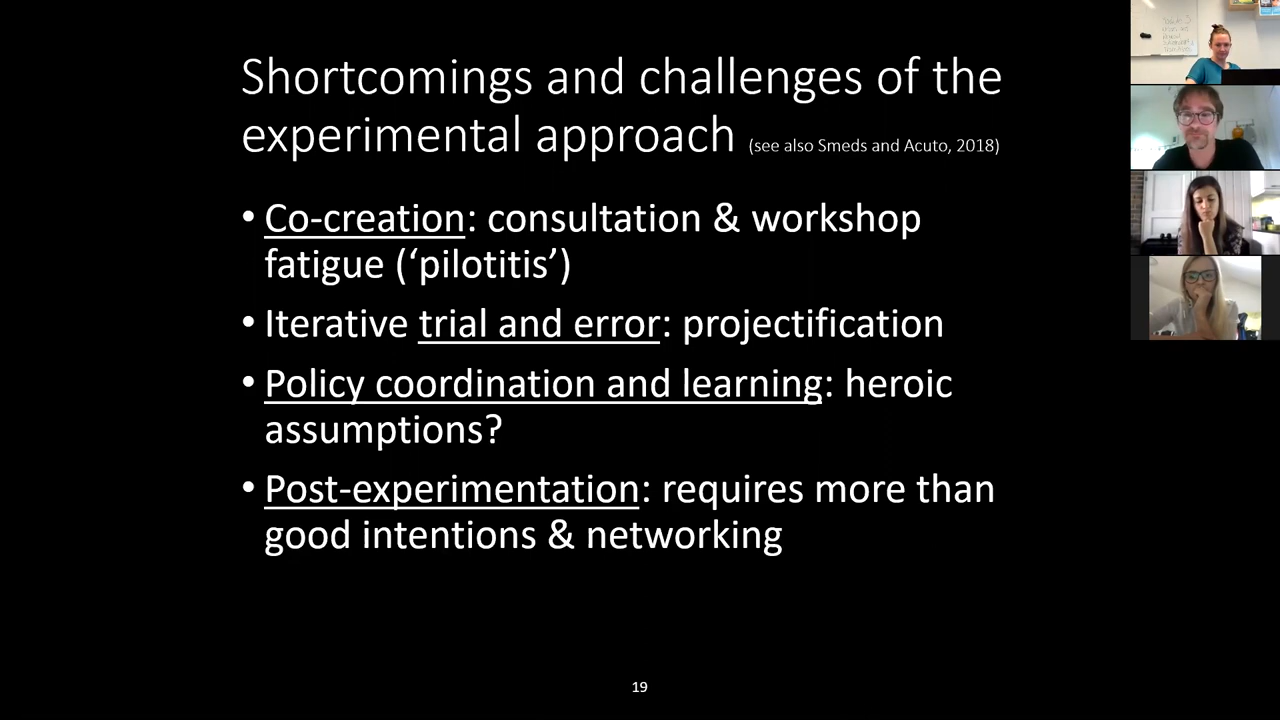 Shortcomings and challenges of the
experimental approach (see also Smeds and Acuto, 2018)
• Co-creation: consultation & workshop
fatigue (‘pilotitis’)
• Iterative trial and error: projectification
• Policy coordination and learning: heroic
assumptions?
• Post-experimentation: requires more than
good intentions & networking
19